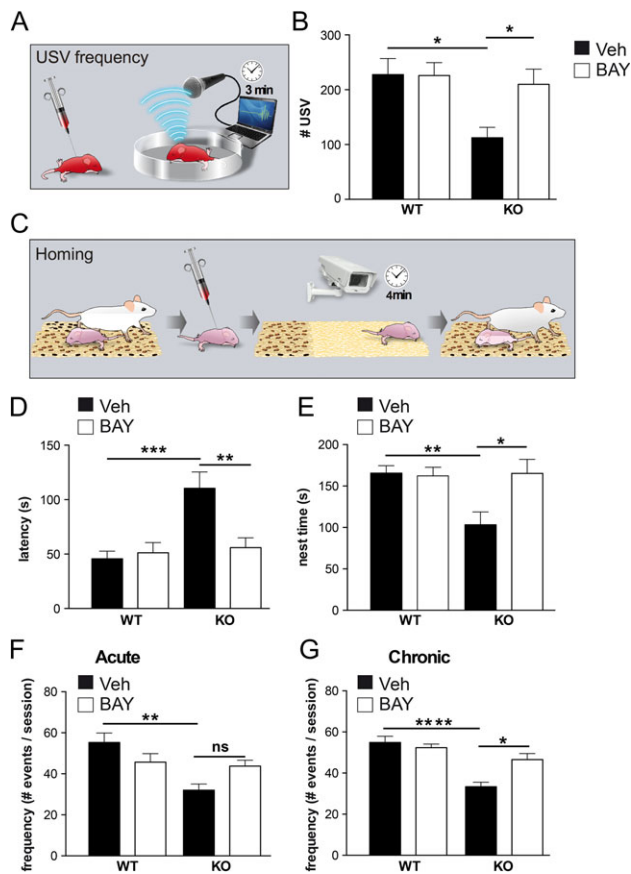 A
USV frequency
3 min
B
# USV
300
200
100
0
*
*
WT
KO
Veh
BAY
C
Homing
4min
D
Veh
BAY
latency (s)
150
100
50
0
***
**
WT
KO
E
Veh
BAY
nest time (s)
200
150
100
50
0
**
*
WT
KO
F
Acute
Veh
BAY
frequency (# events / session)
80
60
40
20
0
**
ns
WT
KO
G
Chronic
Veh
BAY
frequency (# events / session)
80
60
40
20
0
****
*
WT
KO